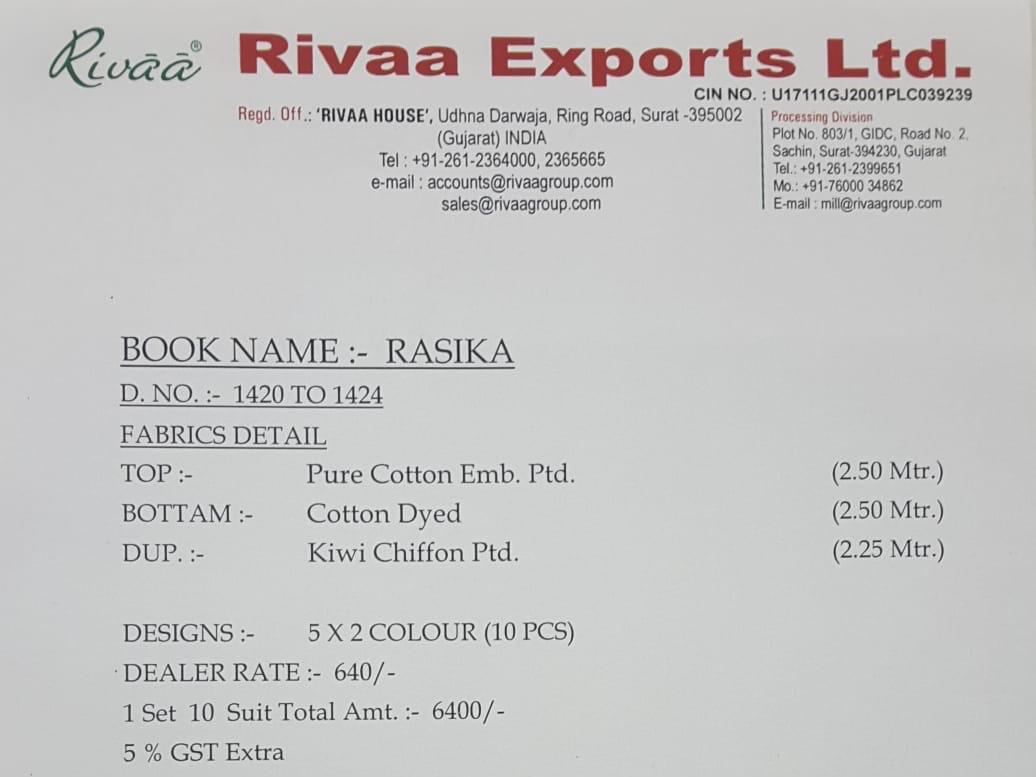 Rivāā® Rivaa Exports Ltd.
CIN NO. : U17111GJ2001PLC039239
Regd. Off.: 'RIVAA HOUSE', Udhna Darwaja, Ring Road, Surat -395002
(Gujarat) INDIA
Tel : +91-261-2364000, 2365665
e-mail : accounts@rivaagroup.com
sales@rivaagroup.com
Processing Division
Plot No. 803/1, GIDC, Road No. 2,
Sachin, Surat-394230, Gujarat
Tel.: +91-261-2399651
Mo.: +91-76000 34862
E-mail : mill@rivaagroup.com
BOOK NAME :- RASIKA
D. NO. :- 1420 TO 1424
FABRICS DETAIL
TOP :- Pure Cotton Emb. Ptd. (2.50 Mtr.)
BOTTAM :- Cotton Dyed (2.50 Mtr.)
DUP. :- Kiwi Chiffon Ptd. (2.25 Mtr.)
DESIGNS :- 5 X 2 COLOUR (10 PCS)
DEALER RATE :- 640/-
1 Set 10 Suit Total Amt. :- 6400/-
5 % GST Extra